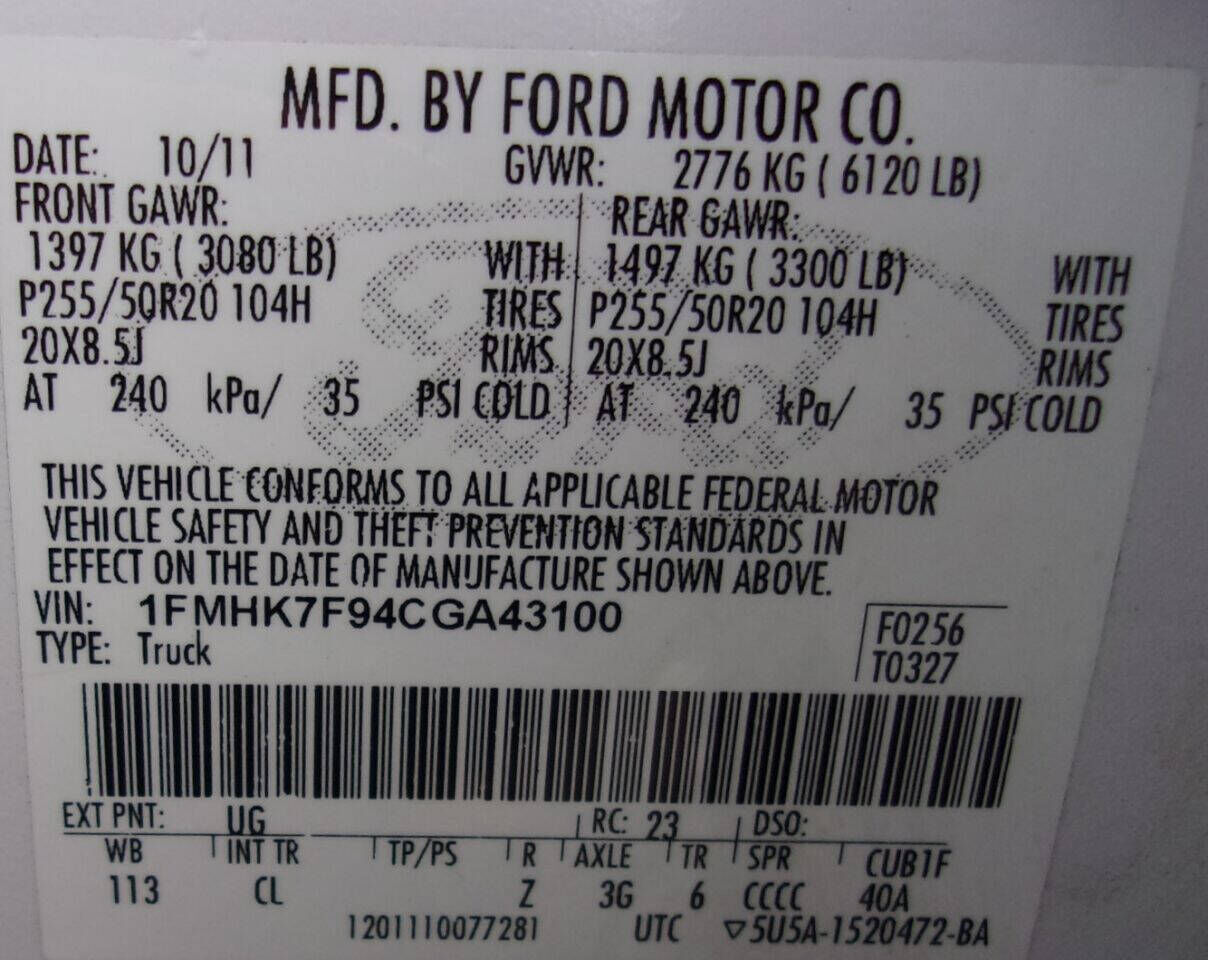 MFD. BY FORD MOTOR CO.
DATE: 10/11 GVWR: 2776 KG ( 6120 LB)
FRONT GAWR: REAR GAWR:
1397 KG ( 3080 LB) WITH 1497 KG ( 3300 LB) WITH
P255/50R20 104H TIRES P255/50R20 104H TIRES
20X8.5J RIMS 20X8.5J RIMS
AT 240 kPa/ 35 PSI COLD AT 240 kPa/ 35 PSI COLD
THIS VEHICLE CONFORMS TO ALL APPLICABLE FEDERAL MOTOR
VEHICLE SAFETY AND THEFT PREVENTION STANDARDS IN
EFFECT ON THE DATE OF MANUFACTURE SHOWN ABOVE.
VIN: 1FMHK7F94CGA43100
TYPE: Truck
F0256
T0327
EXT PNT: UG RC: 23 DSO:
WB INT TR TP/PS R AXLE TR SPR CUB1F
113 CL Z 3G 6 CCCC 40A
1201110077281 UTC ▽5U5A-1520472-BA